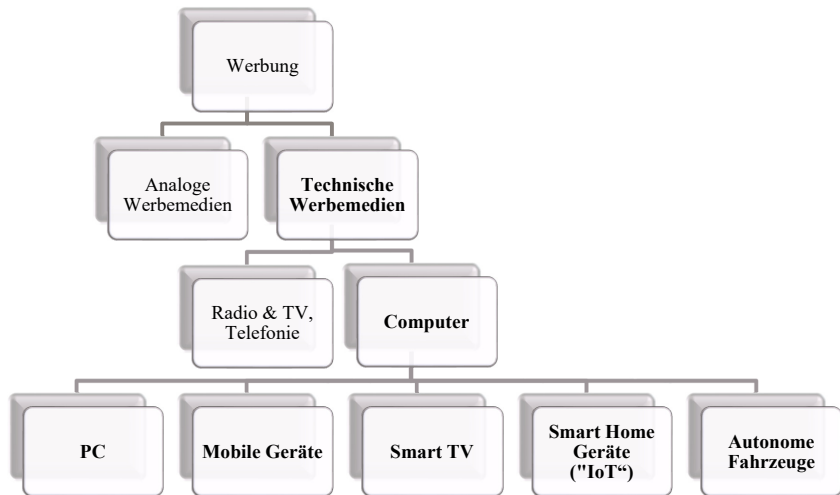 Werbung
Analoge
Werbemedien
Technische
Werbemedien
Radio & TV,
Telefonie
Computer
PC
Mobile Geräte
Smart TV
Smart Home
Geräte
("IoT“)
Autonome
Fahrzeuge